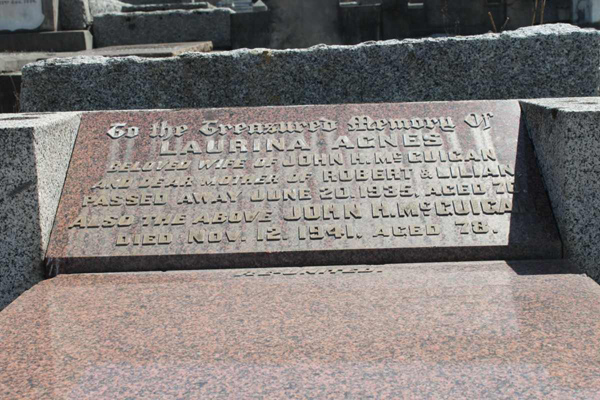 To the Treasured Memory Of
LAURINA AGNES
BELOVED WIFE OF JOHN H. McGUIGAN
AND DEAR MOTHER OF ROBERT & LILIAN
PASSED AWAY JUNE 20, 1935. AGED
ALSO THE ABOVE JOHN H. McGUIGAN
DIED NOV. 12, 1941. AGED 78.
REUNITED.